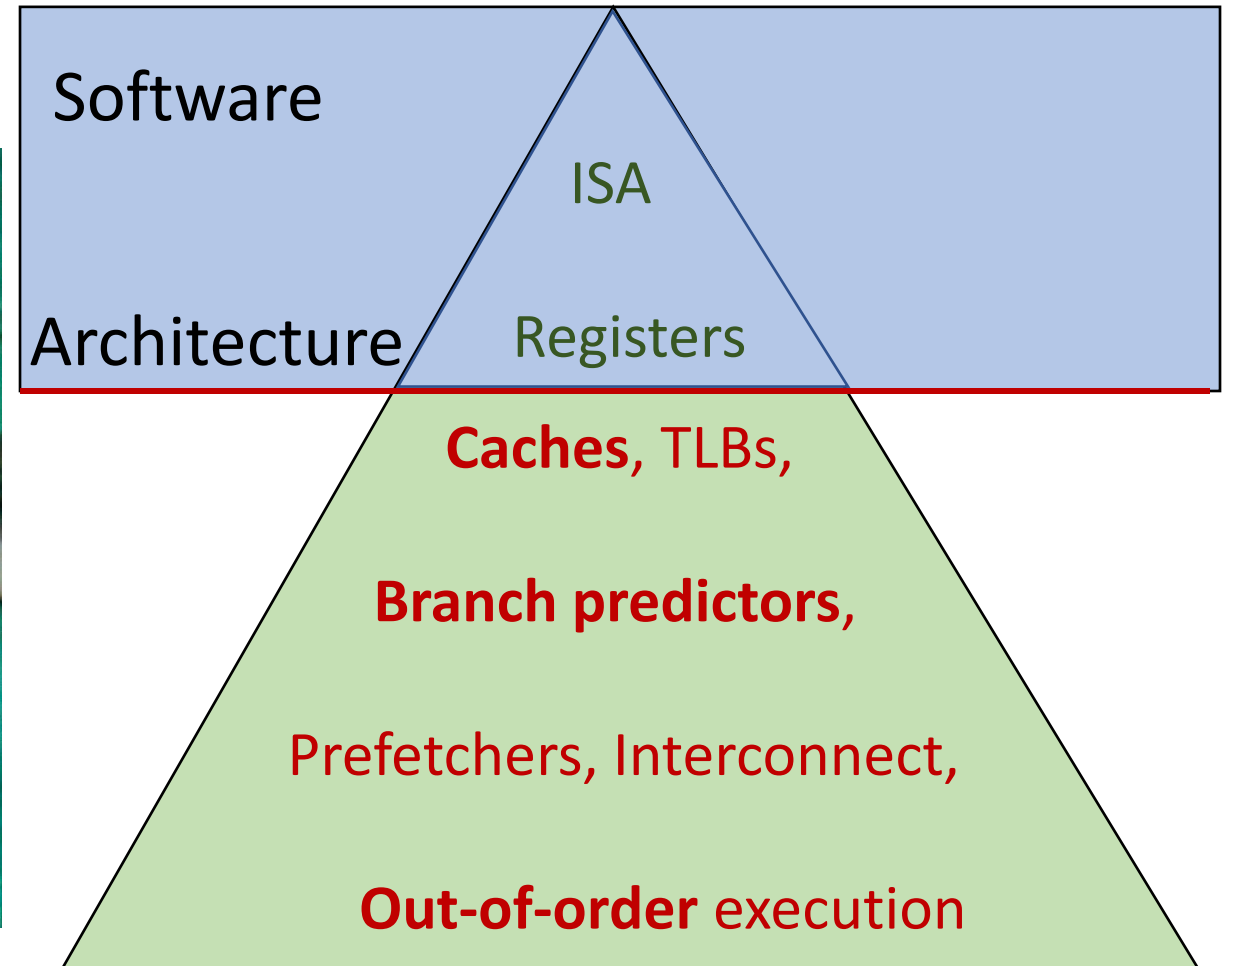 Software
ISA
Architecture
Registers
Caches, TLBs,
Branch predictors,
Prefetchers, Interconnect,
Out-of-order execution